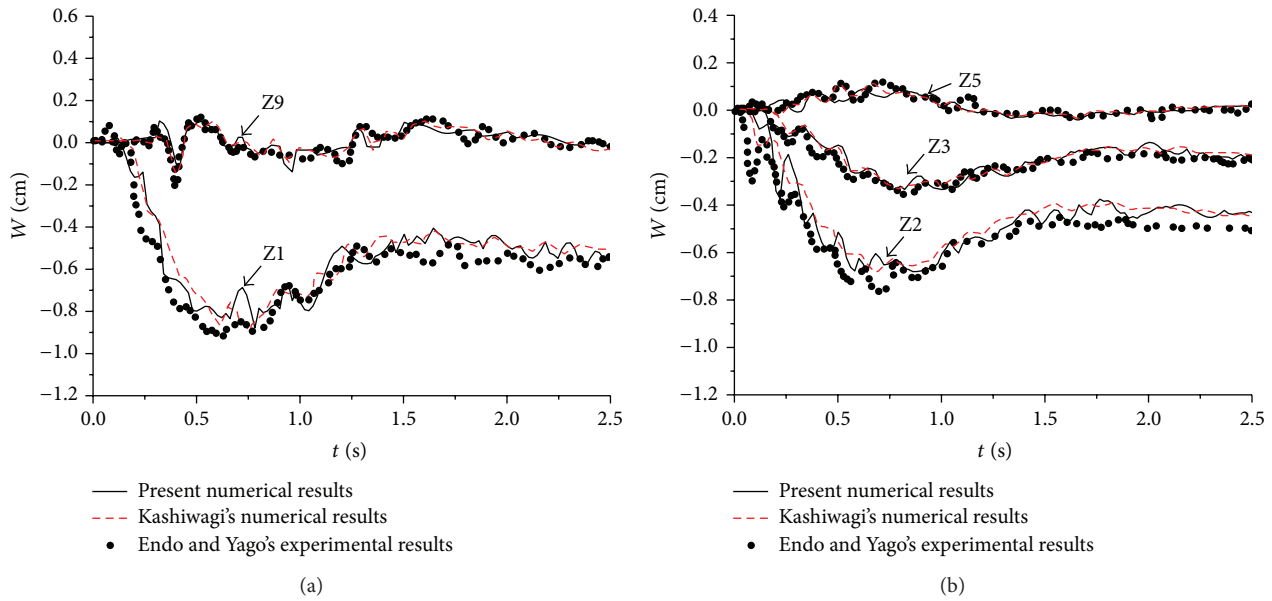 0.6
0.4
0.2
0.0
−0.2
−0.4
−0.6
−0.8
−1.0
−1.2
W (cm)
Z9
Z1
0.0 0.5 1.0 1.5 2.0 2.5
t (s)
Present numerical results
Kashiwagi's numerical results
Endo and Yago's experimental results
(a)
0.4
0.2
0.0
−0.2
−0.4
−0.6
−0.8
−1.0
−1.2
W (cm)
Z5
Z3
Z2
0.0 0.5 1.0 1.5 2.0 2.5
t (s)
Present numerical results
Kashiwagi's numerical results
Endo and Yago's experimental results
(b)